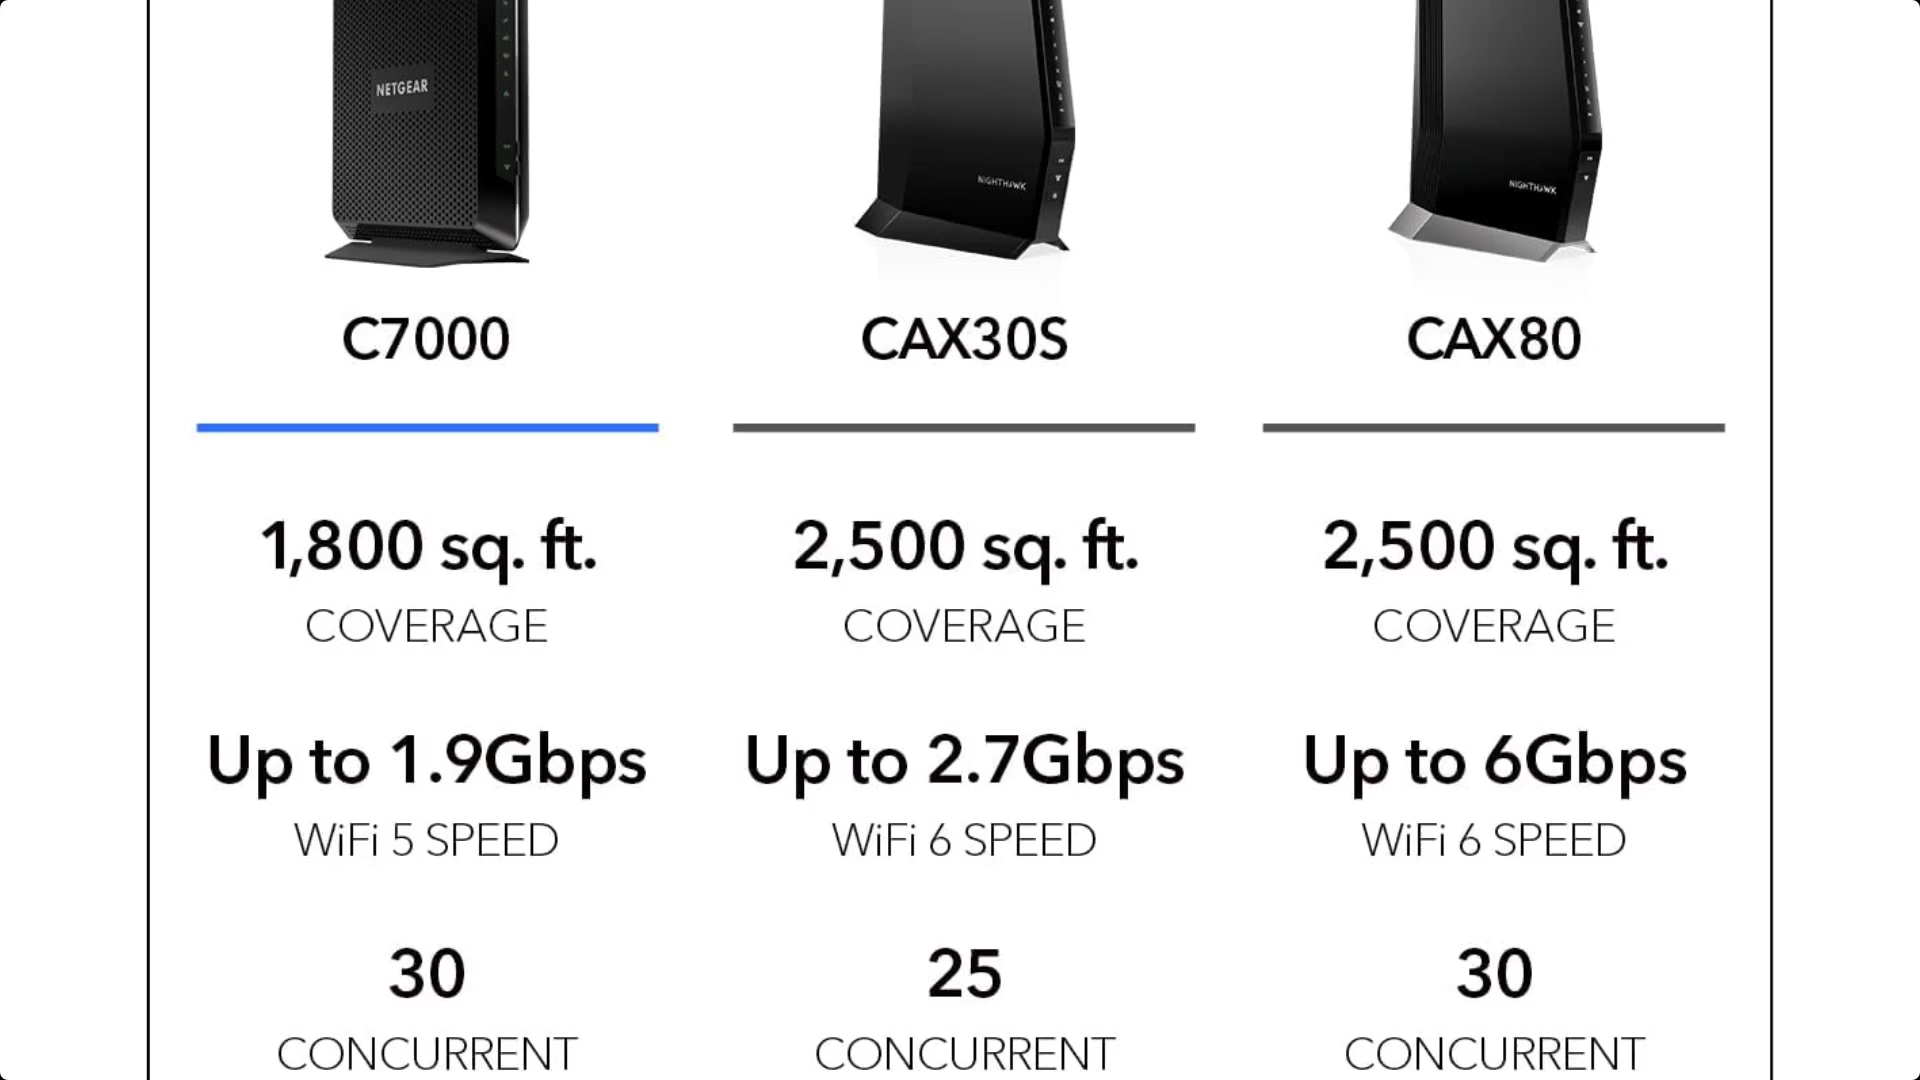 NETGEAR
NIGHTHAWK
NIGHTHAWK
C7000
CAX30S
CAX80
1,800 sq. ft.
2,500 sq. ft.
2,500 sq. ft.
COVERAGE
COVERAGE
COVERAGE
Up to 1.9Gbps
Up to 2.7Gbps
Up to 6Gbps
WiFi 5 SPEED
WiFi 6 SPEED
WiFi 6 SPEED
30
25
30
CONCURRENT
CONCURRENT
CONCURRENT